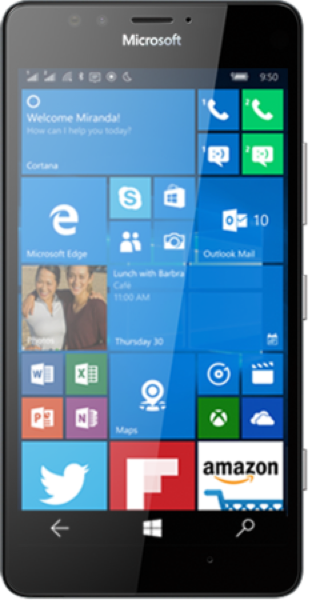 Microsoft
9:50
Welcome Miranda!
How can I help you today?
Cortana
1
2
1
2
Microsoft Edge
10
Outlook Mail
Lunch with Barbra
Café
11:00 AM
Photos
Thursday 30
Maps
amazon